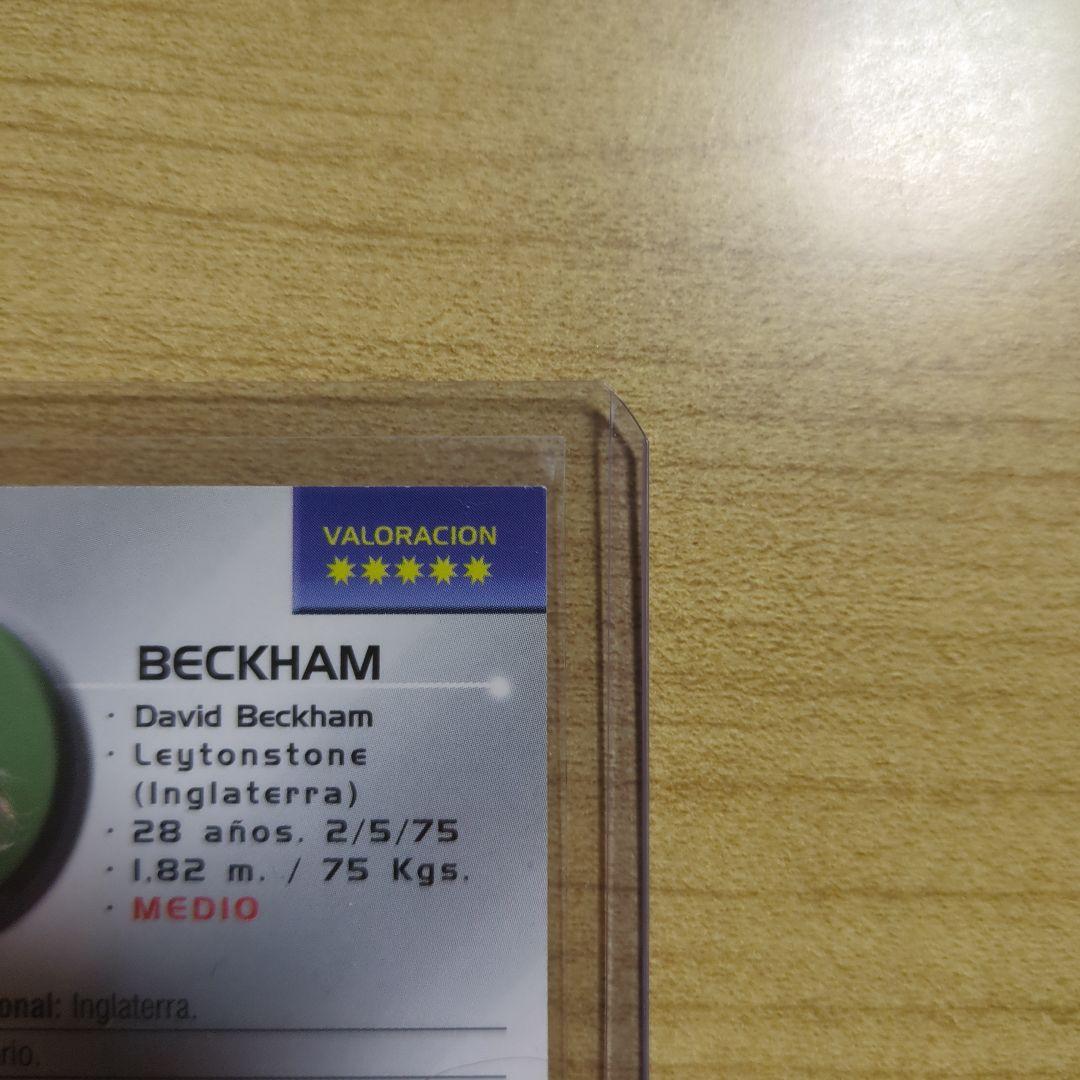 VALORACION
BECKHAM
· David Beckham
· Leytonstone
(Inglaterra)
· 28 años. 2/5/75
· 1.82 m. / 75 Kgs.
· MEDIO
onal: Inglaterra.
rio.